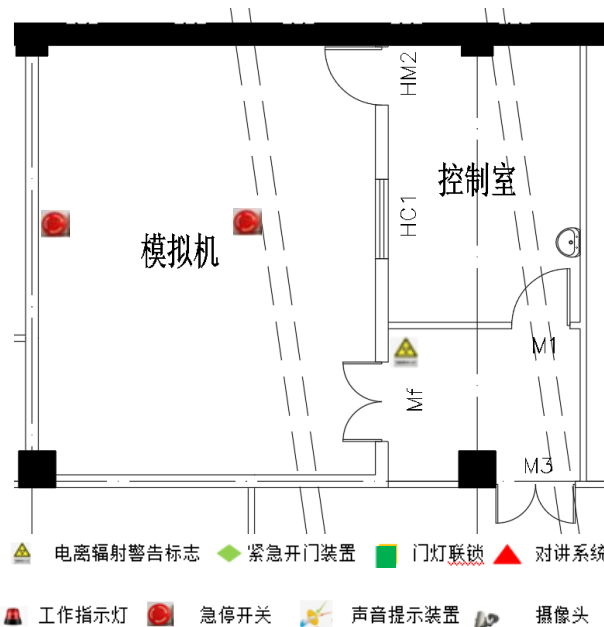 HM2
控制室
HC1
模拟机
M1
Mf
M3
电离辐射警告标志 紧急开门装置 门灯联锁 对讲系统
工作指示灯 急停开关 声音提示装置 摄像头